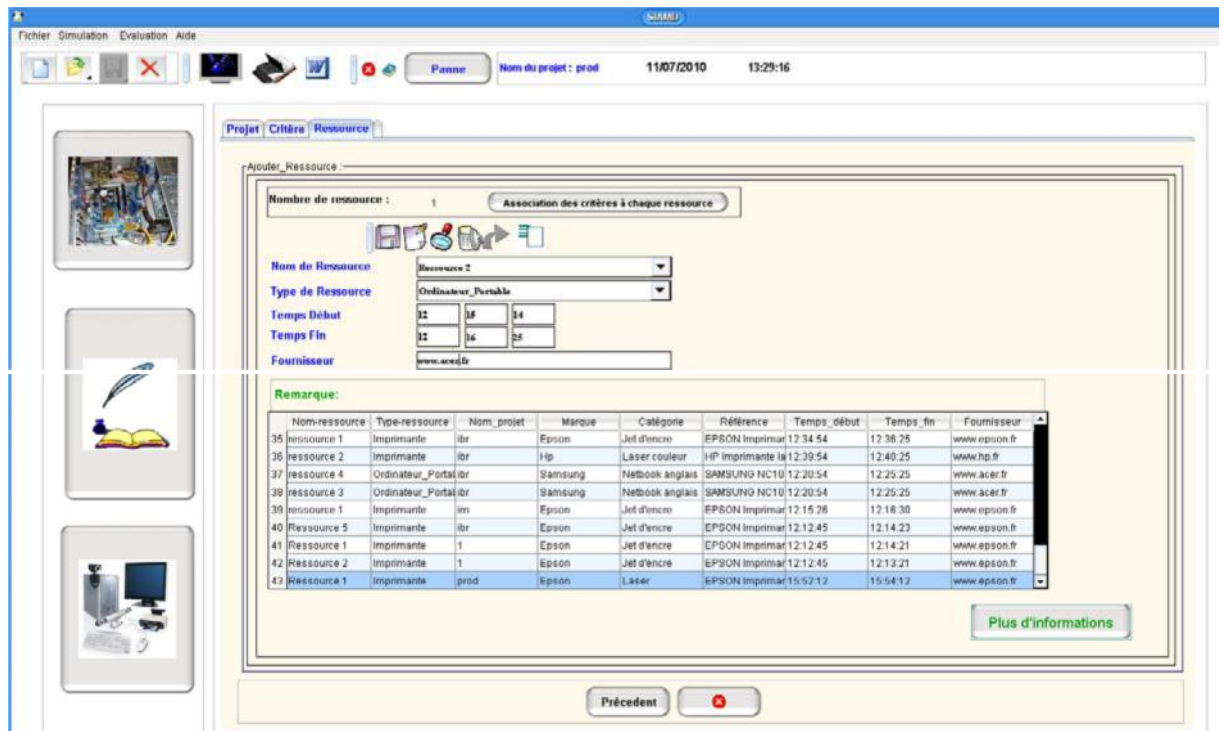 SIAMD
Fichier Simulation Evaluation Aide
Panne Nom du projet : prod 11/07/2010 13:29:16
Projet Critère Ressource
Ajouter_Ressource :
Nombre de ressource : 1 Association des critères à chaque ressource
Nom de Ressource Ressource 2
Type de Ressource Ordinateur_Portable
Temps Début 12 15 14
Temps Fin 12 16 25
Fournisseur www.acer.fr
Remarque:
Nom-ressource Type-ressource Nom_projet Marque Catégorie Référence Temps_début Temps_fin Fournisseur
35 ressource 1 Imprimante ibr Epson Jet d'encre EPSON Imprimar 12:34:54 12:36:25 www.epson.fr
36 ressource 2 Imprimante ibr Hp Laser couleur HP imprimante la 12:39:54 12:40:25 www.hp.fr
37 ressource 4 Ordinateur_Portal ibr Samsung Netbook anglais SAMSUNG NC10 12:20:54 12:25:25 www.acer.fr
38 ressource 3 Ordinateur_Portal ibr Samsung Netbook anglais SAMSUNG NC10 12:20:54 12:25:25 www.acer.fr
39 ressource 1 Imprimante im Epson Jet d'encre EPSON Imprimar 12:15:26 12:16:30 www.epson.fr
40 Ressource 5 Imprimante ibr Epson Jet d'encre EPSON Imprimar 12:12:45 12:14:23 www.epson.fr
41 Ressource 1 Imprimante 1 Epson Jet d'encre EPSON Imprimar 12:12:45 12:14:21 www.epson.fr
42 Ressource 2 Imprimante 1 Epson Jet d'encre EPSON Imprimar 12:12:45 12:13:21 www.epson.fr
43 Ressource 1 Imprimante prod Epson Laser EPSON Imprimar 15:52:12 15:54:12 www.epson.fr
Plus d'informations
Précedent